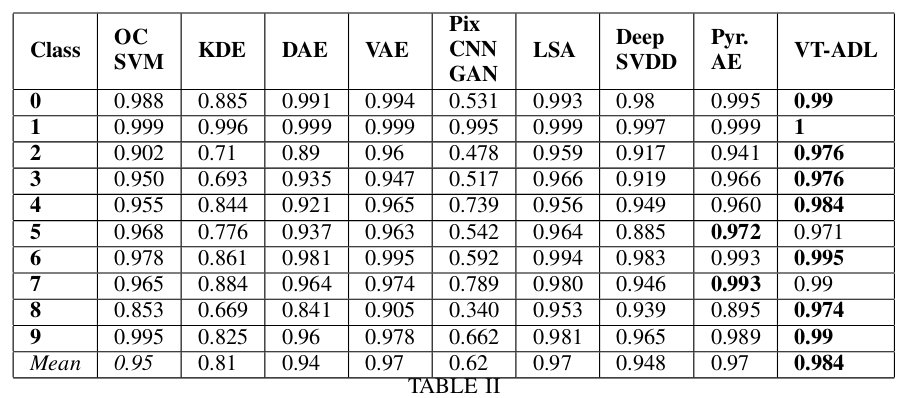 Class OC SVM KDE DAE VAE Pix CNN GAN LSA Deep SVDD Pyr. AE VT-ADL
0 0.988 0.885 0.991 0.994 0.531 0.993 0.98 0.995 0.99
1 0.999 0.996 0.999 0.999 0.995 0.999 0.997 0.999 1
2 0.902 0.71 0.89 0.96 0.478 0.959 0.917 0.941 0.976
3 0.950 0.693 0.935 0.947 0.517 0.966 0.919 0.966 0.976
4 0.955 0.844 0.921 0.965 0.739 0.956 0.949 0.960 0.984
5 0.968 0.776 0.937 0.963 0.542 0.964 0.885 0.972 0.971
6 0.978 0.861 0.981 0.995 0.592 0.994 0.983 0.993 0.995
7 0.965 0.884 0.964 0.974 0.789 0.980 0.946 0.993 0.99
8 0.853 0.669 0.841 0.905 0.340 0.953 0.939 0.895 0.974
9 0.995 0.825 0.96 0.978 0.662 0.981 0.965 0.989 0.99
Mean 0.95 0.81 0.94 0.97 0.62 0.97 0.948 0.97 0.984
TABLE II